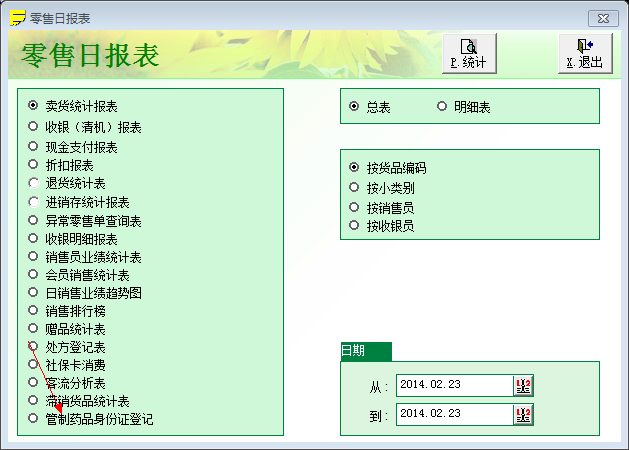 零售日报表
零售日报表
P.统计
X.退出
卖货统计报表
收银（清机）报表
现金支付报表
折扣报表
退货统计表
进销存统计报表
异常零售单查询表
收银明细报表
销售员业绩统计表
会员销售统计表
日销售业绩趋势图
销售排行榜
赠品统计表
处方登记表
社保卡消费
客流分析表
滞销货品统计表
管制药品身份证登记
总表
明细表
按货品编码
按小类别
按销售员
按收银员
日期
从：
2014.02.23
到：
2014.02.23